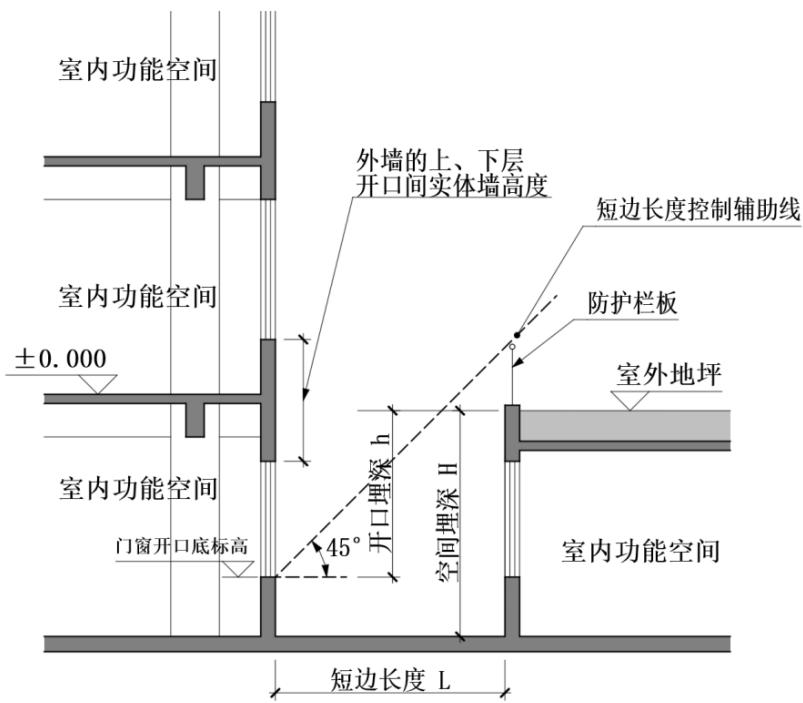 室内功能空间
外墙的上、下层
开口间实体墙高度
短边长度控制辅助线
室内功能空间
防护栏板
±0.000
室外地坪
开口埋深 h
空间埋深 H
室内功能空间
门窗开口底标高
45°
室内功能空间
短边长度 L